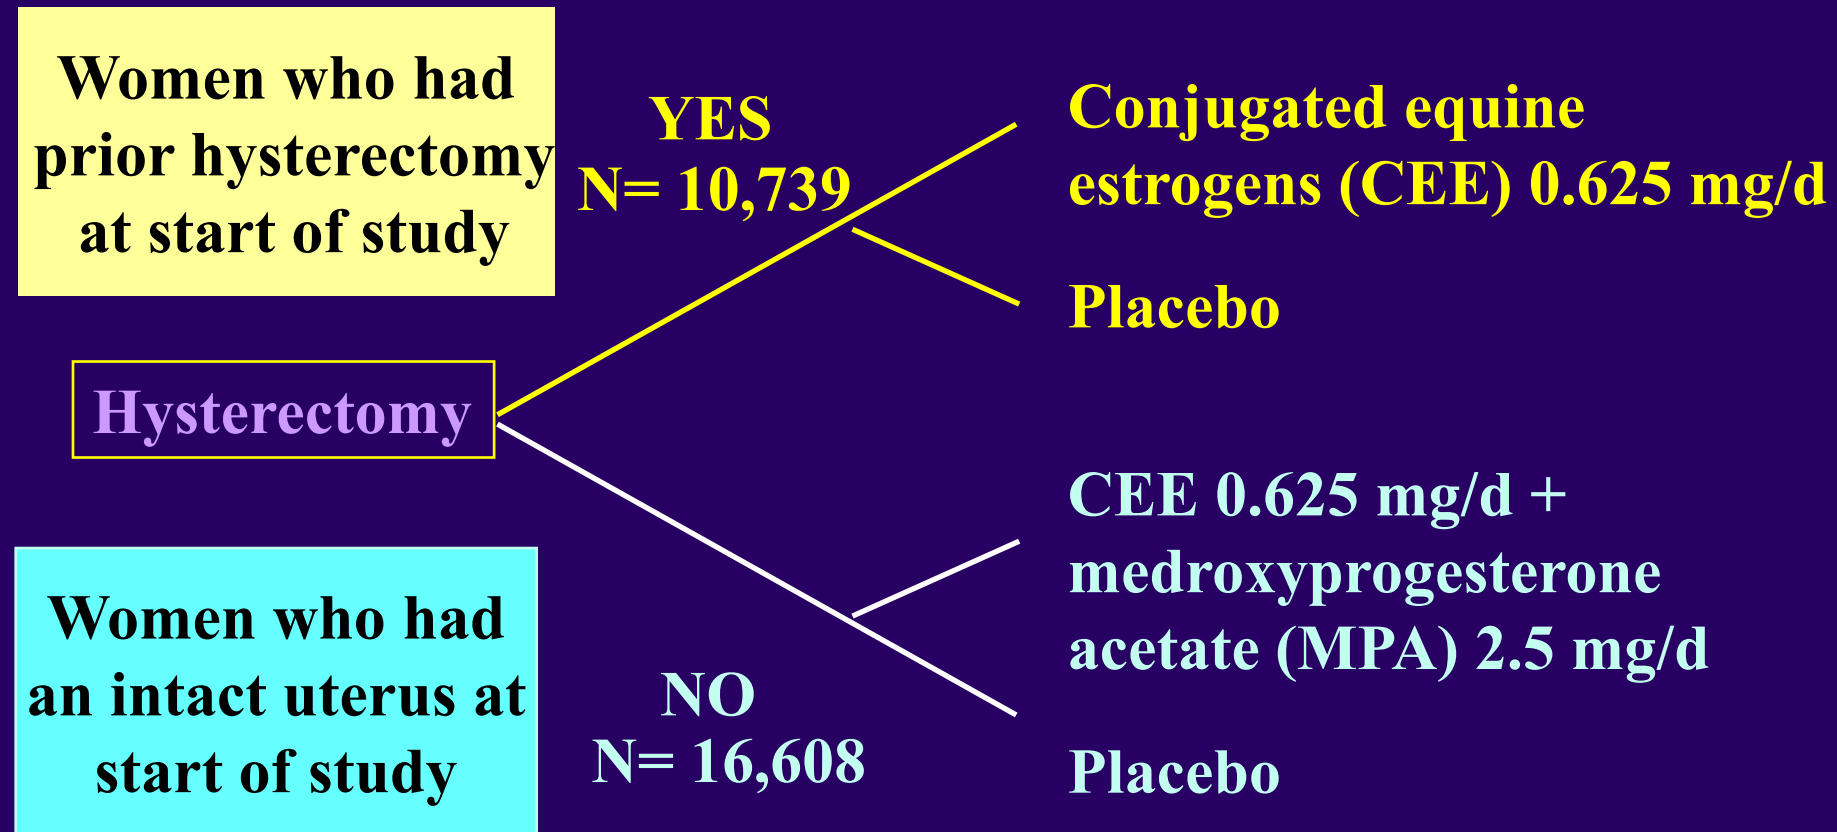 Women who had
prior hysterectomy
at start of study
YES
N= 10,739
Conjugated equine
estrogens (CEE) 0.625 mg/d
Placebo
Hysterectomy
Women who had
an intact uterus at
start of study
NO
N= 16,608
CEE 0.625 mg/d +
medroxyprogesterone
acetate (MPA) 2.5 mg/d
Placebo